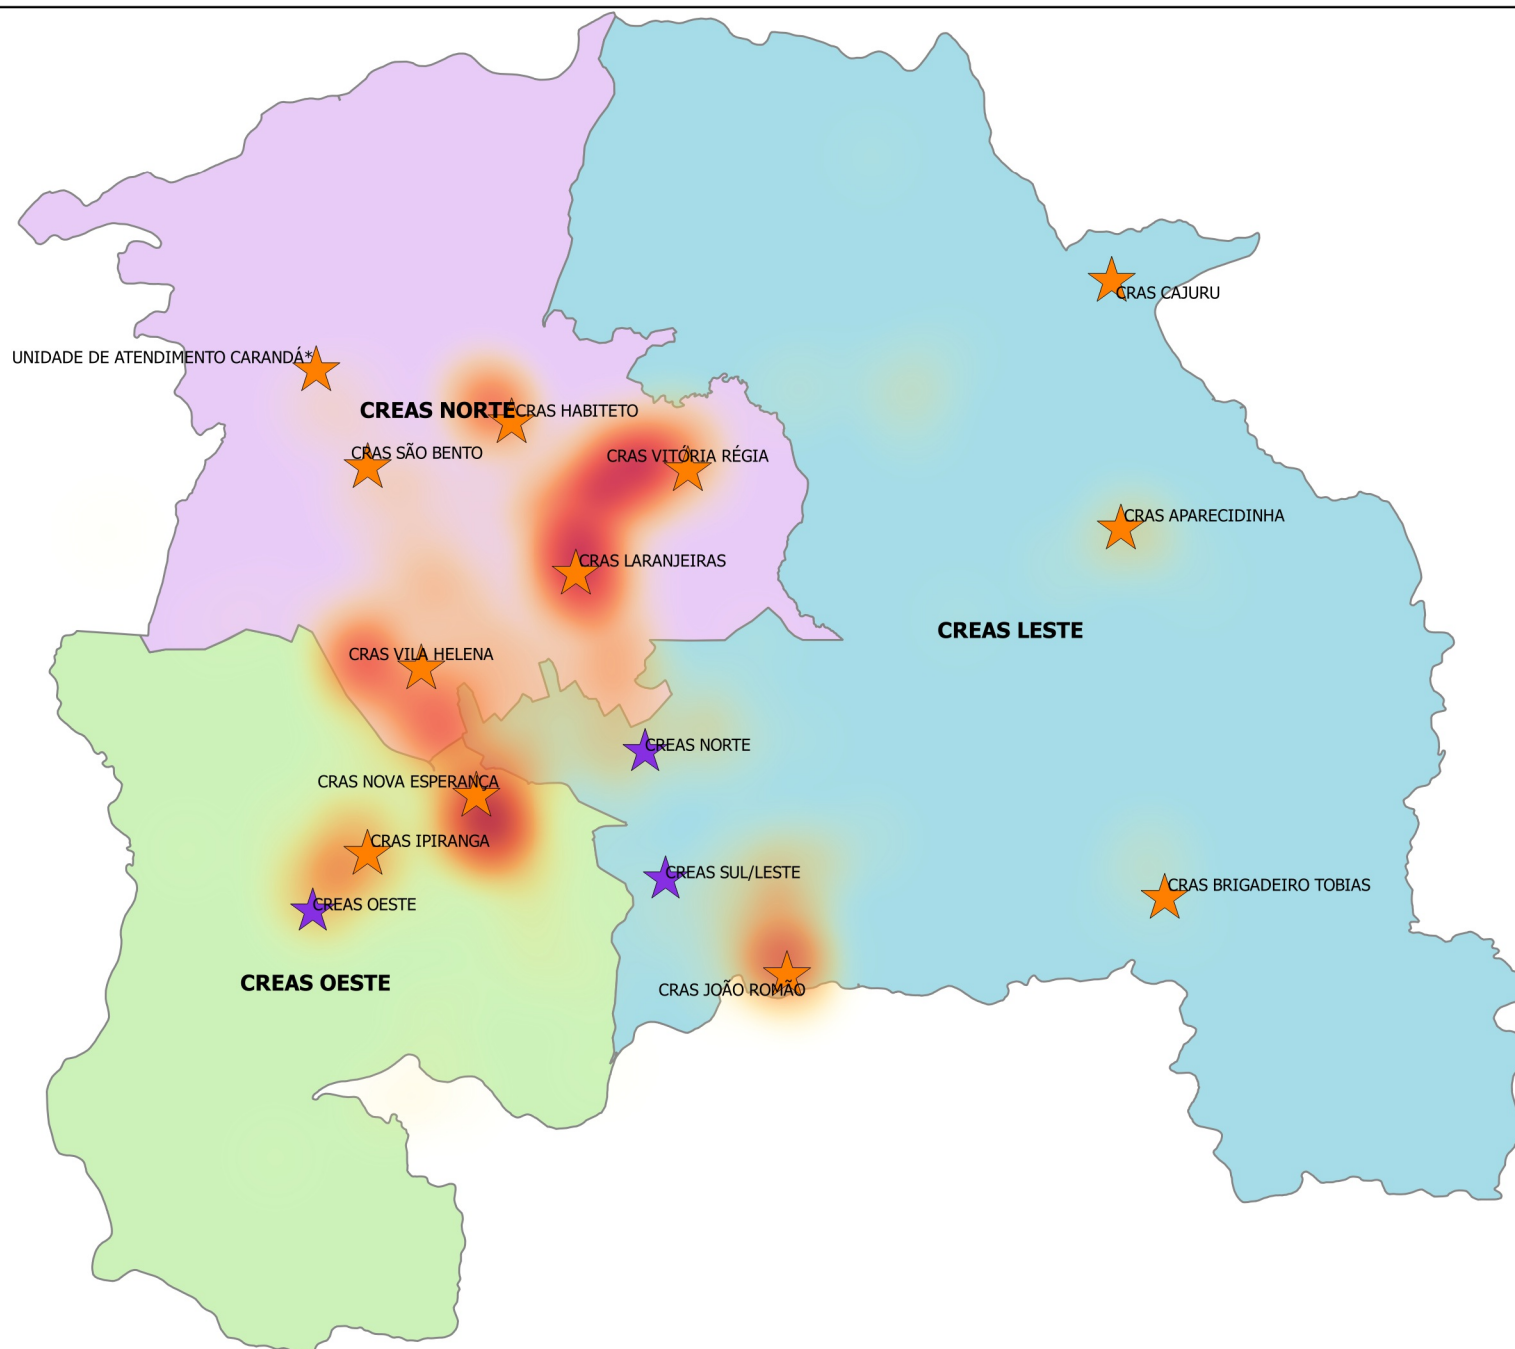 CRAS CAJURU
UNIDADE DE ATENDIMENTO CARANDÁ*
CREAS NORTE
CRAS HABITETO
CRAS SÃO BENTO
CRAS VITÓRIA RÉGIA
CRAS APARECIDINHA
CRAS LARANJEIRAS
CREAS LESTE
CRAS VILA HELENA
CREAS NORTE
CRAS NOVA ESPERANÇA
CRAS IPIRANGA
CREAS SUL/LESTE
CRAS BRIGADEIRO TOBIAS
CREAS OESTE
CREAS OESTE
CRAS JOÃO ROMÃO